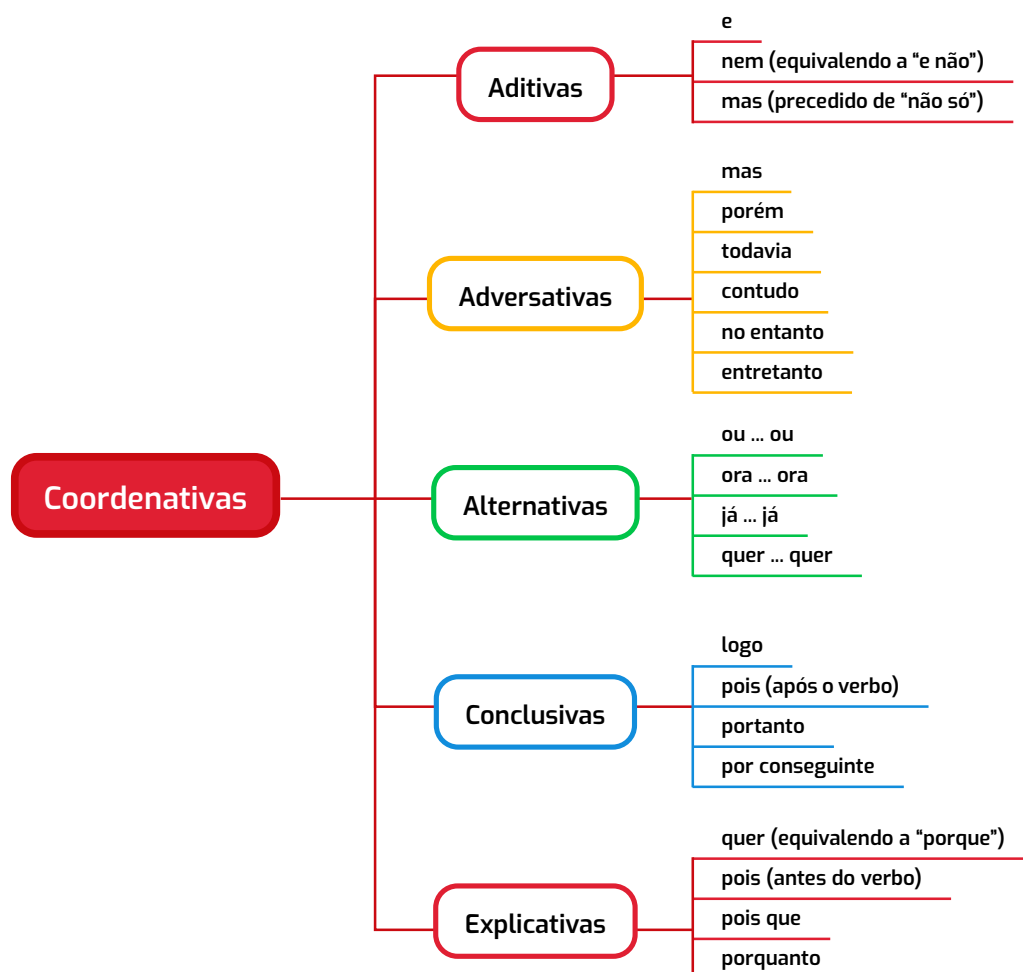 Coordenativas
Aditivas
e
nem (equivalendo a “e não”)
mas (precedido de “não só”)
Adversativas
mas
porém
todavia
contudo
no entanto
entretanto
Alternativas
ou ... ou
ora ... ora
já ... já
quer ... quer
Conclusivas
logo
pois (após o verbo)
portanto
por conseguinte
Explicativas
quer (equivalendo a “porque”)
pois (antes do verbo)
pois que
porquanto